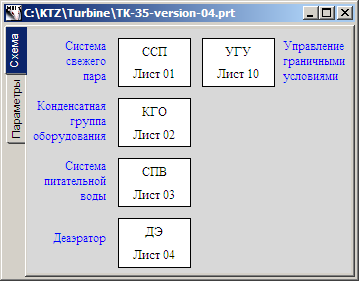 C:\KTZ\Turbine\TK-35-version-04.prt
Схема
Параметры
Система
свежего
пара
ССП
Лист 01
УГУ
Лист 10
Управление
граничными
условиями
Конденсатная
группа
оборудования
КГО
Лист 02
Система
питательной
воды
СПВ
Лист 03
Деаэратор
ДЭ
Лист 04